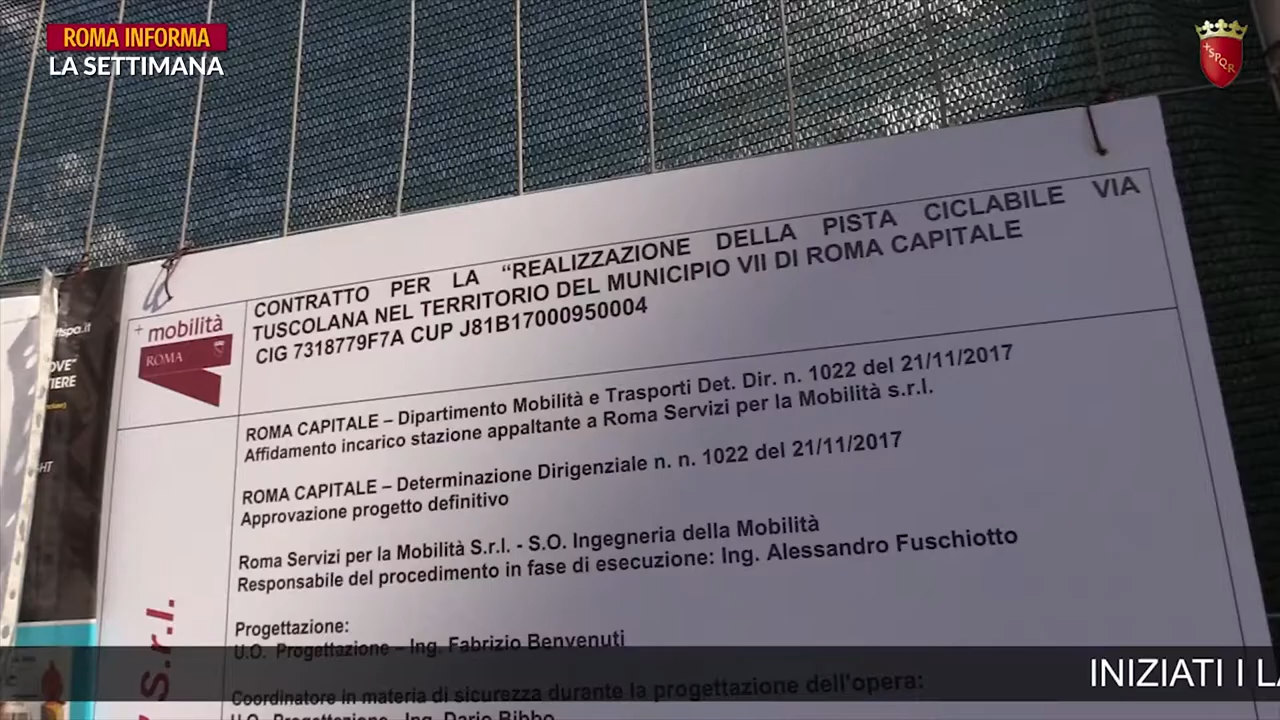 ROMA INFORMA
LA SETTIMANA
SPQR
CONTRATTO PER LA “REALIZZAZIONE DELLA PISTA CICLABILE VIA
TUSCOLANA NEL TERRITORIO DEL MUNICIPIO VII DI ROMA CAPITALE
CIG 7318779F7A CUP J81B17000950004
+ mobilità
ROMA
ROMA CAPITALE – Dipartimento Mobilità e Trasporti Det. Dir. n. 1022 del 21/11/2017
Affidamento incarico stazione appaltante a Roma Servizi per la Mobilità s.r.l.
ROMA CAPITALE – Determinazione Dirigenziale n. n. 1022 del 21/11/2017
Approvazione progetto definitivo
Roma Servizi per la Mobilità S.r.l. - S.O. Ingegneria della Mobilità
Responsabile del procedimento in fase di esecuzione: Ing. Alessandro Fuschiotto
Progettazione:
U.O. Progettazione – Ing. Fabrizio Benvenuti
Coordinatore in materia di sicurezza durante la progettazione dell'opera:
U.O. Progettazione - Ing. Dario Bibbo
s.r.l.
INIZIATI I LA